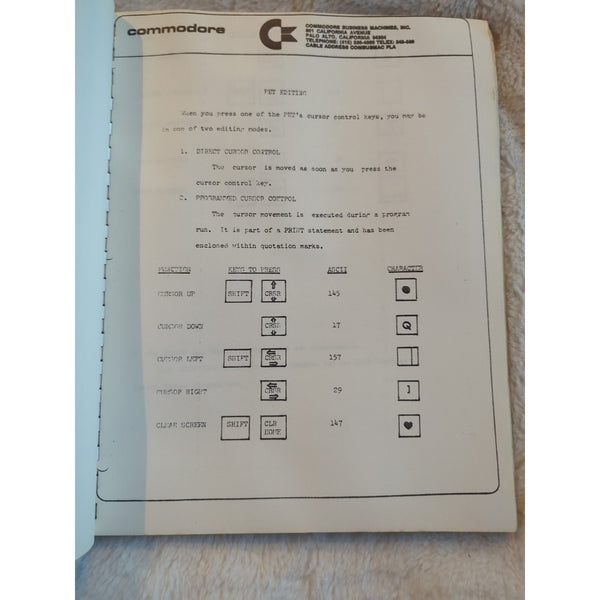 commodore
COMMODORE BUSINESS MACHINES, INC.
901 CALIFORNIA AVENUE
PALO ALTO, CALIFORNIA 94304
CABLE ADDRESS COMBUSMAC PLA
PET EDITING
When you press one of the PET's cursor control keys, you may be
in one of two editing modes.
1. DIRECT CURSOR CONTROL
The cursor is moved as soon as you press the
cursor control key.
2. PROGRAMMED CURSOR CONTROL
The cursor movement is executed during a program
run. It is part of a PRINT statement and has been
enclosed within quotation marks.
FUNCTION KEYS TO PRESS ASCII CHARACTER
CURSOR UP SHIFT CRSR 145
CURSOR DOWN CRSR 17 Q
CURSOR LEFT SHIFT CRSR 157
CURSOR RIGHT CRSR 29 ]
CLEAR SCREEN SHIFT CLR HOME 147 ♥